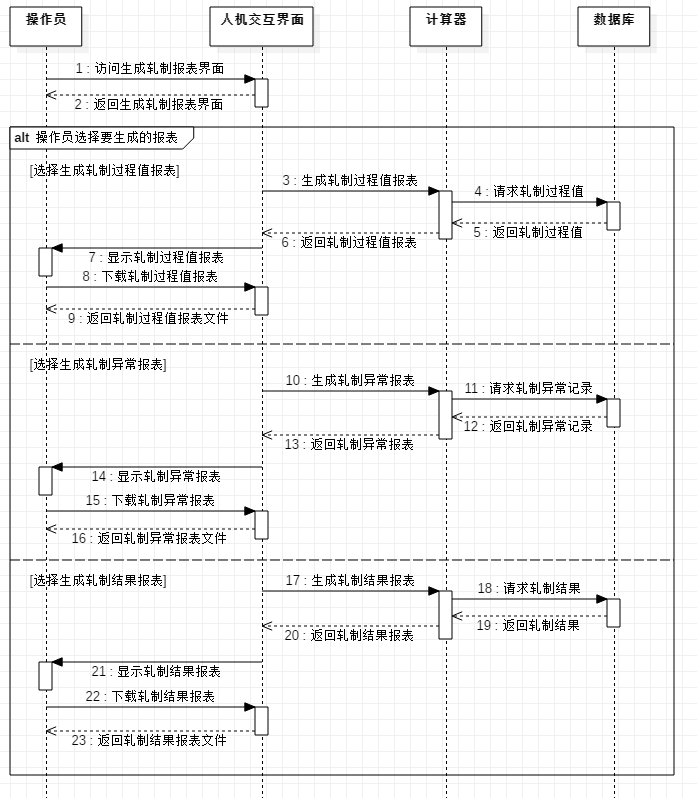 操作员
人机交互界面
计算器
数据库
1 : 访问生成轧制报表界面
2 : 返回生成轧制报表界面
alt 操作员选择要生成的报表
[选择生成轧制过程值报表]
3 : 生成轧制过程值报表
4 : 请求轧制过程值
5 : 返回轧制过程值
6 : 返回轧制过程值报表
7 : 显示轧制过程值报表
8 : 下载轧制过程值报表
9 : 返回轧制过程值报表文件
[选择生成轧制异常报表]
10 : 生成轧制异常报表
11 : 请求轧制异常记录
12 : 返回轧制异常记录
13 : 返回轧制异常报表
14 : 显示轧制异常报表
15 : 下载轧制异常报表
16 : 返回轧制异常报表文件
[选择生成轧制结果报表]
17 : 生成轧制结果报表
18 : 请求轧制结果
19 : 返回轧制结果
20 : 返回轧制结果报表
21 : 显示轧制结果报表
22 : 下载轧制结果报表
23 : 返回轧制结果报表文件